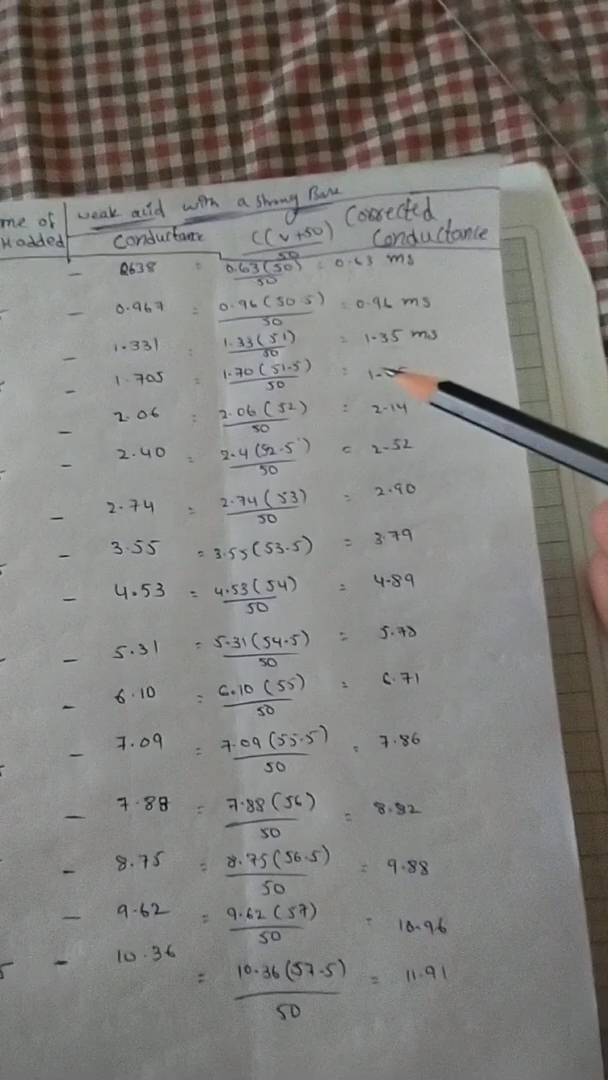 weak acid with a strong Base
me of
H added
Conductance
C(V+50)
50
Corrected
Conductance
- 0.638 = 0.63(50) = 0.63 ms
50
- 0.967 = 0.96(50.5) = 0.96 ms
50
- 1.331 : 1.33(51) = 1.35 ms
50
- 1.705 = 1.70(51.5) =
50
- 2.06 : 2.06(52) : 2.14
50
- 2.40 = 2.4(52.5) = 2.52
50
- 2.74 = 2.74(53) = 2.90
50
- 3.55 = 3.55(53.5) = 3.79
- 4.53 = 4.53(54) = 4.89
50
- 5.31 = 5.31(54.5) = 5.78
50
- 6.10 = 6.10(55) = 6.71
50
- 7.09 = 7.09(55.5) = 7.86
50
- 7.88 = 7.88(56) = 8.82
50
- 8.75 = 8.75(56.5) = 9.88
50
- 9.62 = 9.62(57) = 10.96
50
- 10.36 = 10.36(57.5) = 11.91
50